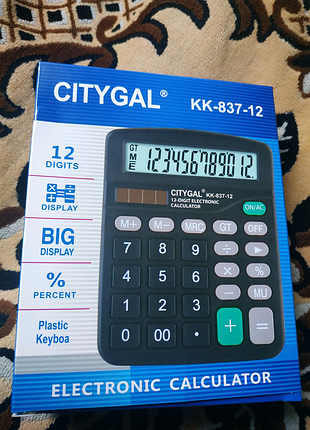 CITYGAL® KK-837-12
12
DIGITS
DISPLAY
BIG
DISPLAY
%
PERCENT
Plastic
Keyboa
GT
M
E
123456789012.
CITYGAL® KK-837-12
12-DIGIT ELECTRONIC
CALCULATOR
ON/AC
M+ M− MRC GT OFF
7 8 9 ÷ ▶
4 5 6 × %
1 2 3 − MU
0 00 • + =
ELECTRONIC CALCULATOR